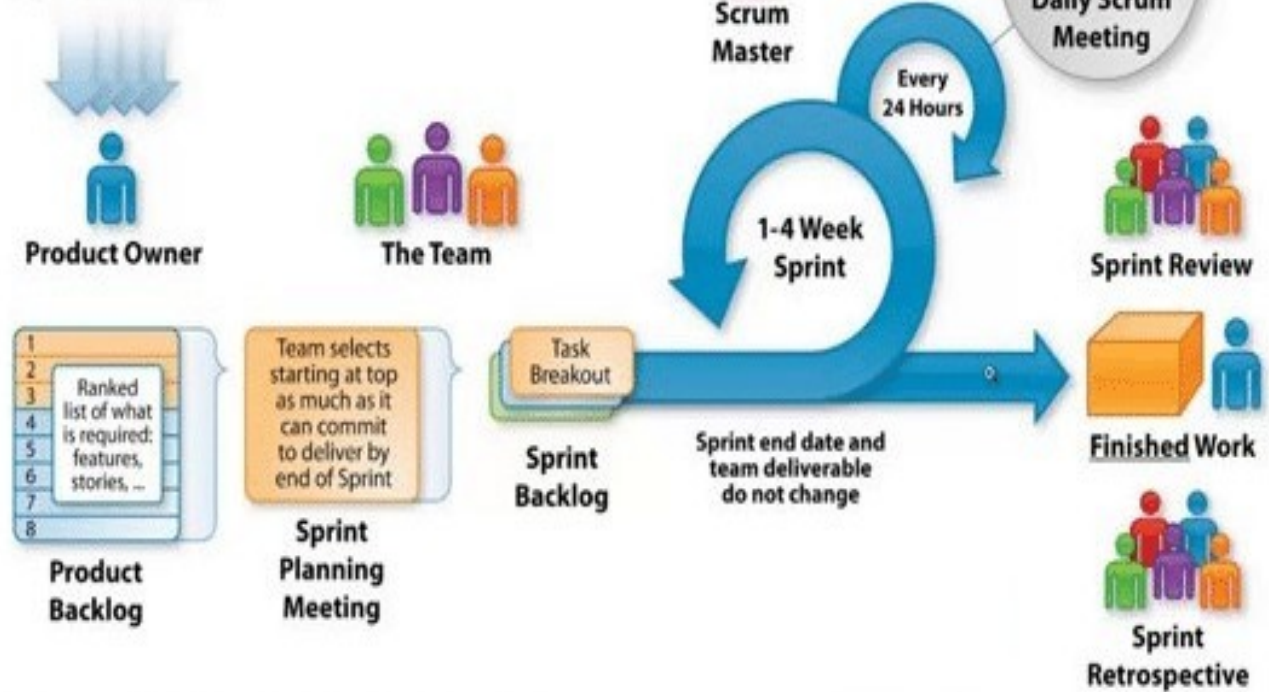 Scrum
Master
Daily Scrum
Meeting
Every
24 Hours
Product Owner
The Team
1-4 Week
Sprint
Sprint Review
1
2
3
4
5
6
7
8
Ranked
list of what
is required:
features,
stories, ...
Product
Backlog
Team selects
starting at top
as much as it
can commit
to deliver by
end of Sprint
Sprint
Planning
Meeting
Task
Breakout
Sprint
Backlog
Sprint end date and
team deliverable
do not change
Finished Work
Sprint
Retrospective